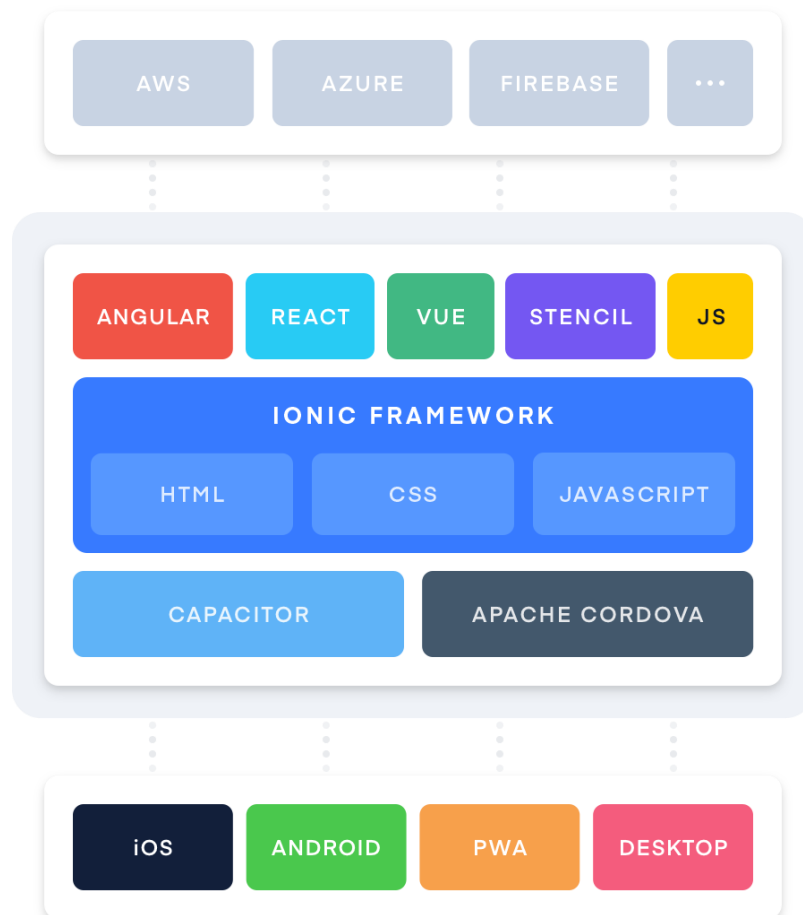 AWS AZURE FIREBASE •••
ANGULAR REACT VUE STENCIL JS
IONIC FRAMEWORK
HTML CSS JAVASCRIPT
CAPACITOR APACHE CORDOVA
iOS ANDROID PWA DESKTOP